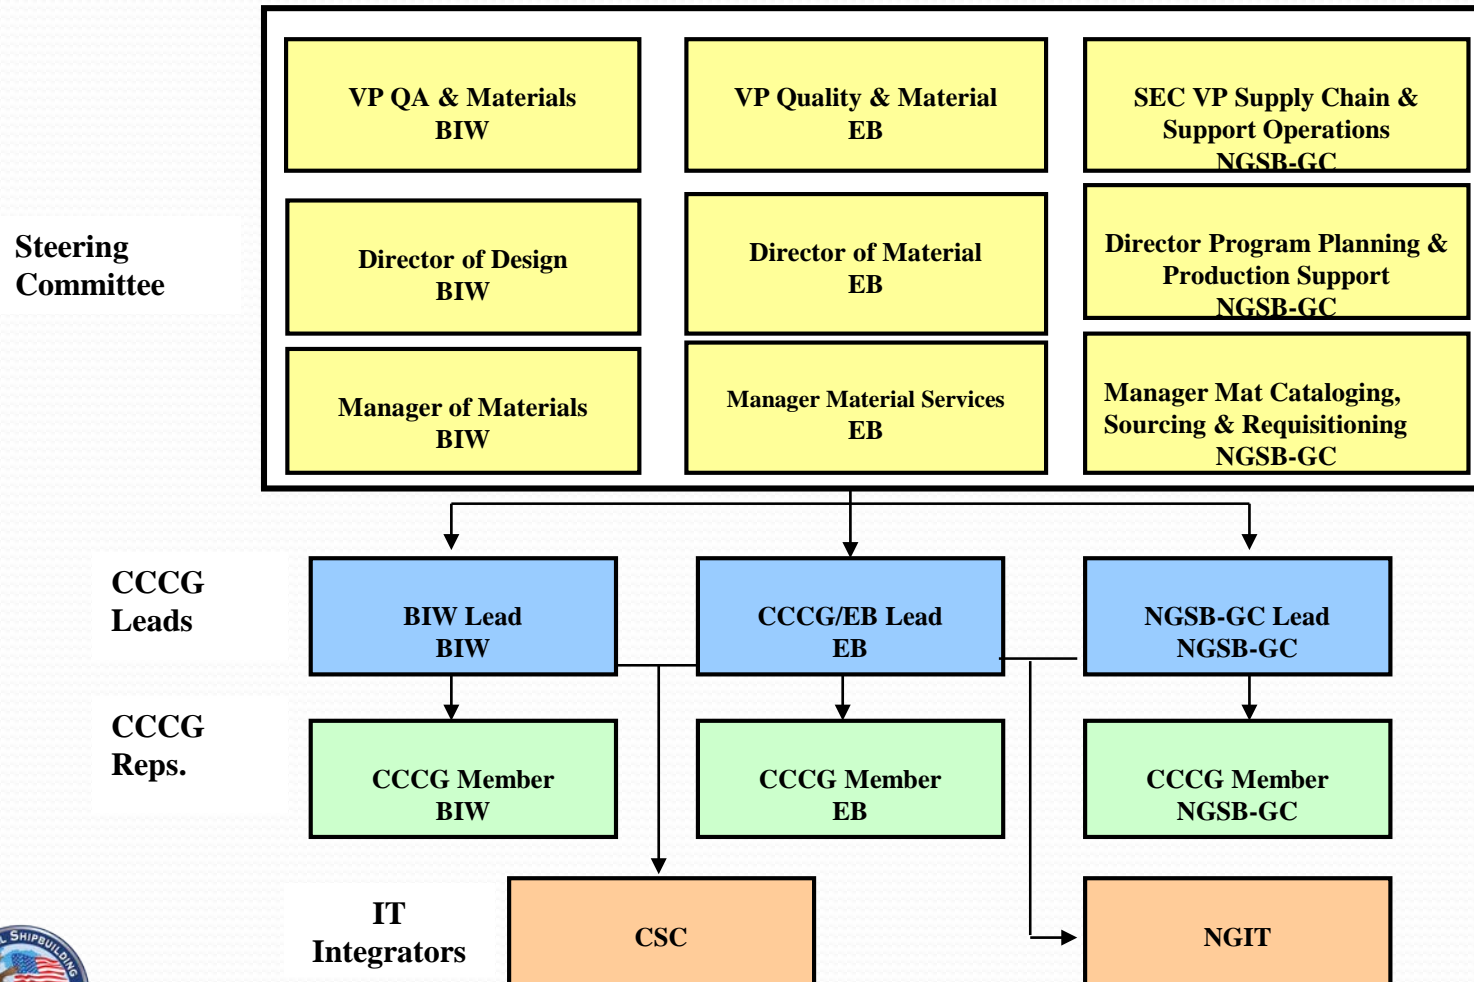 VP QA & Materials
BIW
VP Quality & Material
EB
SEC VP Supply Chain &
Support Operations
NGSB-GC
Steering
Committee
Director of Design
BIW
Director of Material
EB
Director Program Planning &
Production Support
NGSB-GC
Manager of Materials
BIW
Manager Material Services
EB
Manager Mat Cataloging,
Sourcing & Requisitioning
NGSB-GC
CCCG
Leads
BIW Lead
BIW
CCCG/EB Lead
EB
NGSB-GC Lead
NGSB-GC
CCCG
Reps.
CCCG Member
BIW
CCCG Member
EB
CCCG Member
NGSB-GC
IT
Integrators
CSC
NGIT
SHIPBUILDING